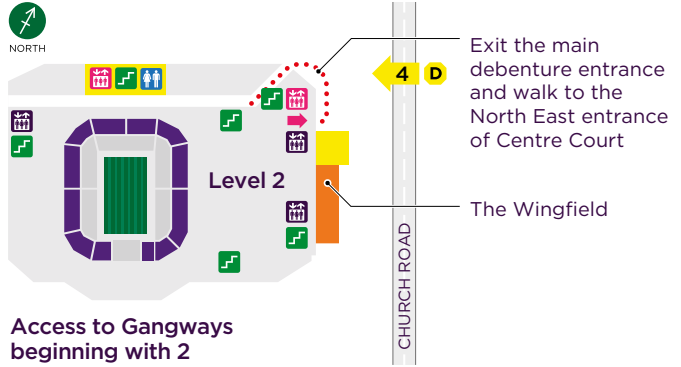 NORTH
4 D
Exit the main
debenture entrance
and walk to the
North East entrance
of Centre Court
Level 2
The Wingfield
CHURCH ROAD
Access to Gangways
beginning with 2